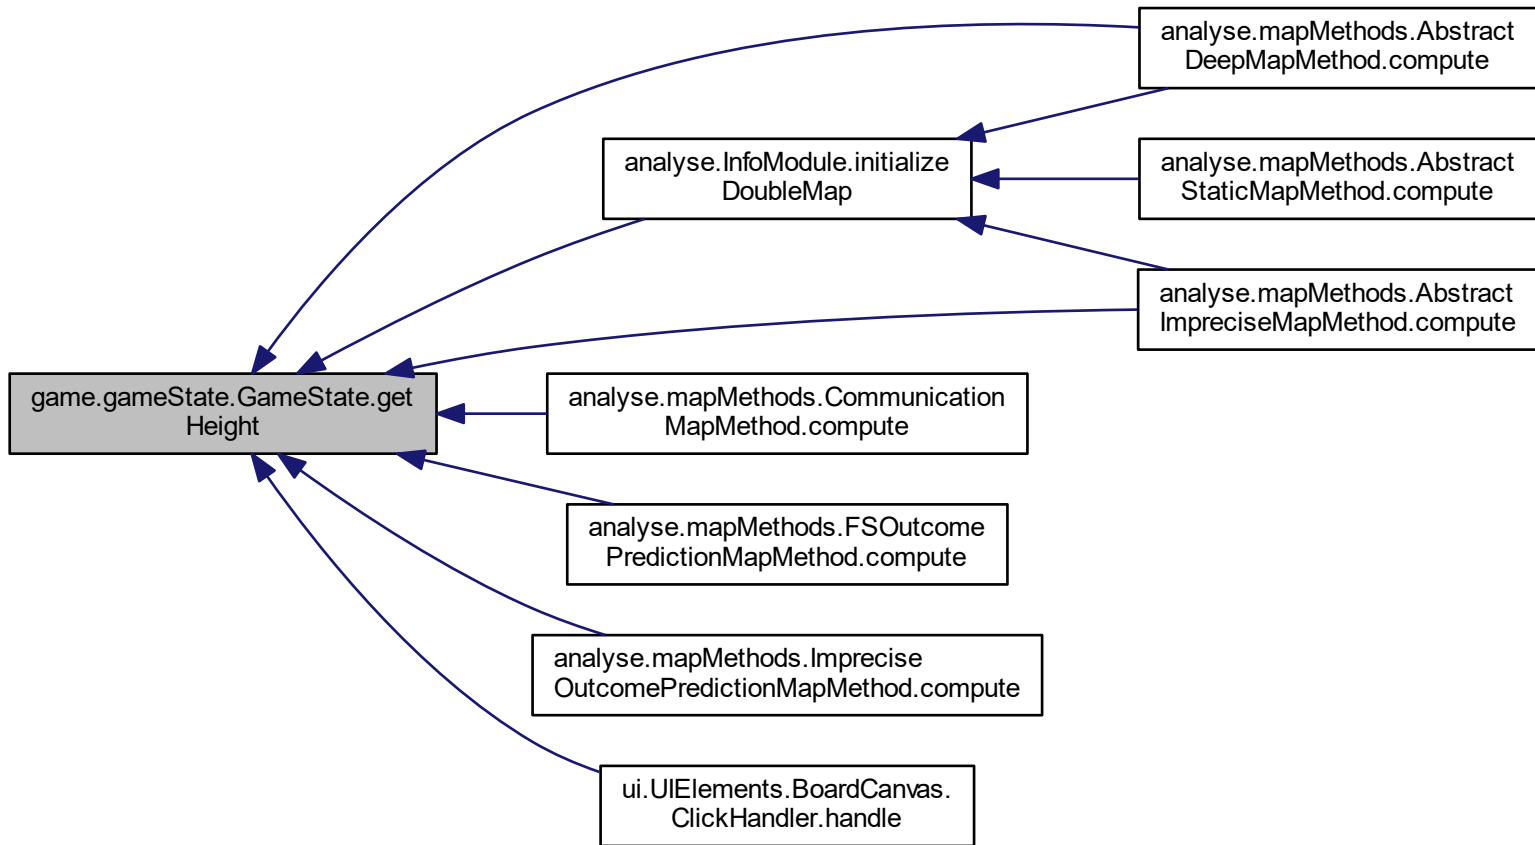 analyse.mapMethods.Abstract
DeepMapMethod.compute
analyse.InfoModule.initialize
DoubleMap
analyse.mapMethods.Abstract
StaticMapMethod.compute
analyse.mapMethods.Abstract
ImpreciseMapMethod.compute
game.gameState.GameState.get
Height
analyse.mapMethods.Communication
MapMethod.compute
analyse.mapMethods.FSOutcome
PredictionMapMethod.compute
analyse.mapMethods.Imprecise
OutcomePredictionMapMethod.compute
ui.UIElements.BoardCanvas.
ClickHandler.handle